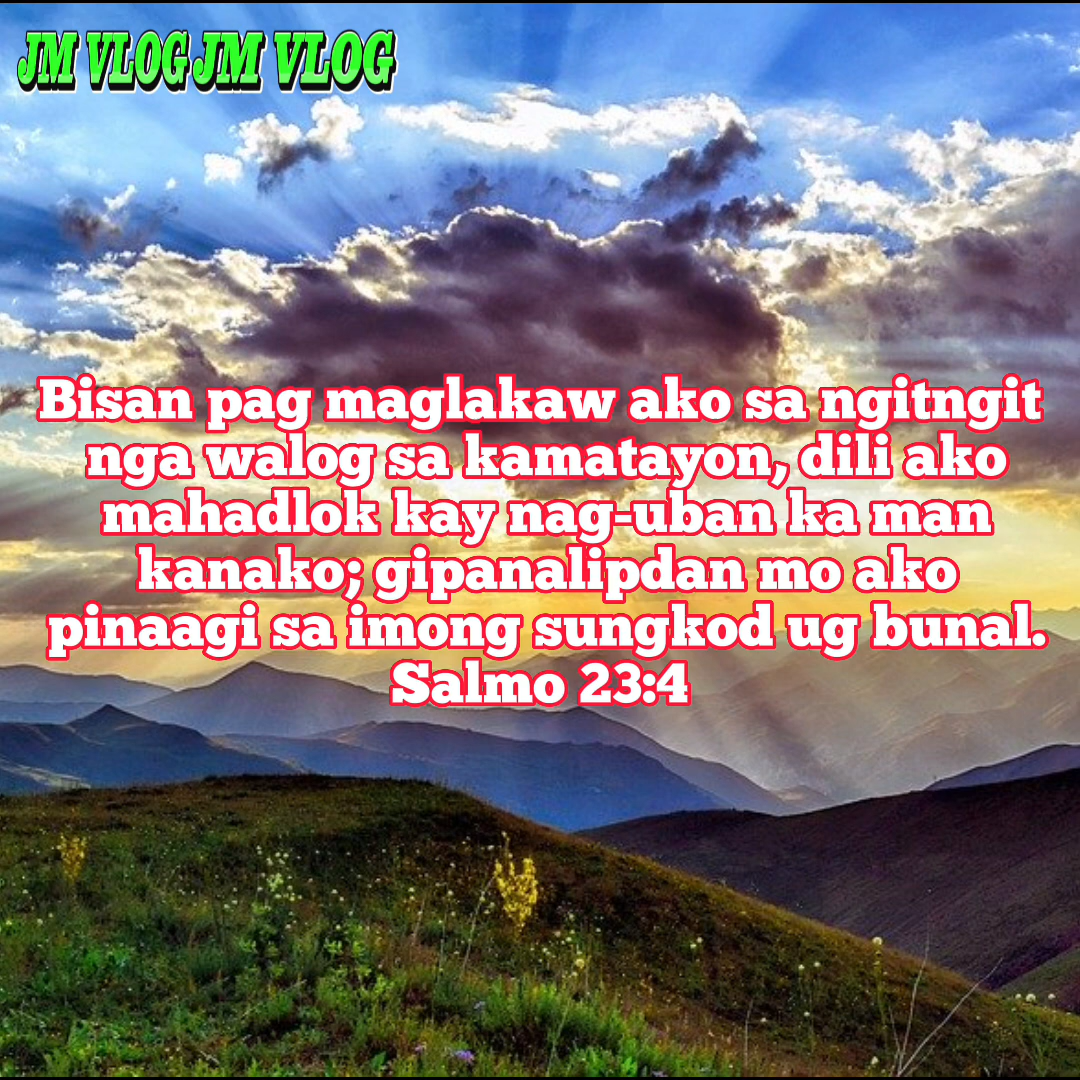 JM VLOG JM VLOG
Bisan pag maglakaw ako sa ngitngit
nga walog sa kamatayon, dili ako
mahadlok kay nag-uban ka man
kanako; gipanalipdan mo ako
pinaagi sa imong sungkod ug bunal.
Salmo 23:4